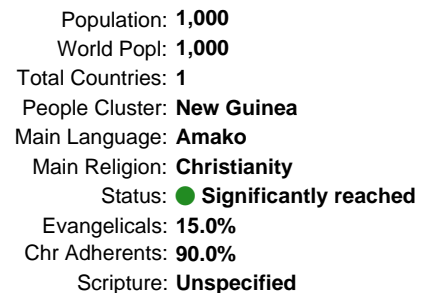 Population: 1,000
World Popl: 1,000
Total Countries: 1
People Cluster: New Guinea
Main Language: Amako
Main Religion: Christianity
Status: Significantly reached
Evangelicals: 15.0%
Chr Adherents: 90.0%
Scripture: Unspecified